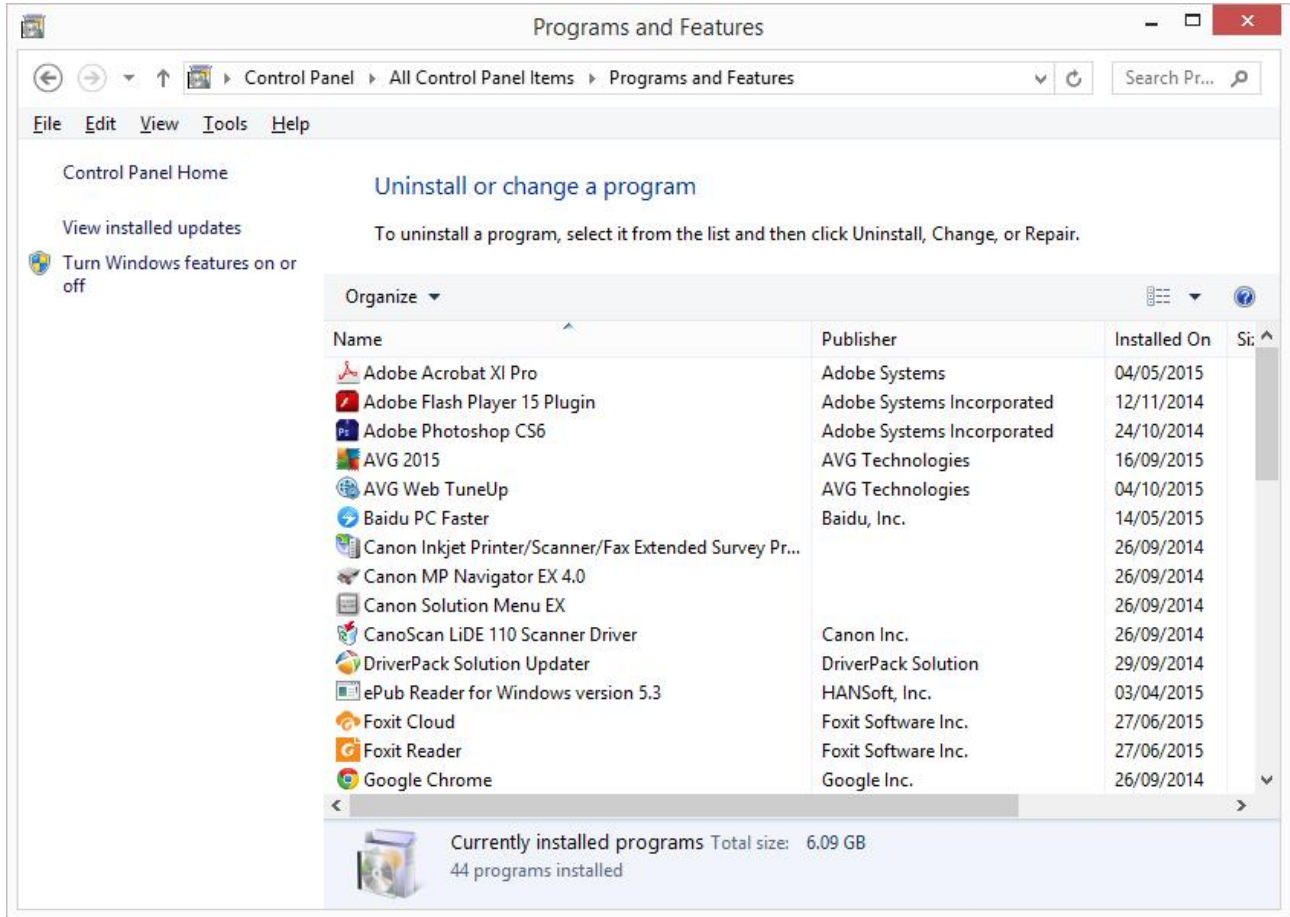 Programs and Features
Control Panel All Control Panel Items Programs and Features Search Pr...
File Edit View Tools Help
Control Panel Home
View installed updates
Turn Windows features on or
off
Uninstall or change a program
To uninstall a program, select it from the list and then click Uninstall, Change, or Repair.
Organize
Name Publisher Installed On Si
Adobe Acrobat XI Pro Adobe Systems 04/05/2015
Adobe Flash Player 15 Plugin Adobe Systems Incorporated 12/11/2014
Ps Adobe Photoshop CS6 Adobe Systems Incorporated 24/10/2014
AVG 2015 AVG Technologies 16/09/2015
AVG Web TuneUp AVG Technologies 04/10/2015
Baidu PC Faster Baidu, Inc. 14/05/2015
Canon Inkjet Printer/Scanner/Fax Extended Survey Pr... 26/09/2014
Canon MP Navigator EX 4.0 26/09/2014
Canon Solution Menu EX 26/09/2014
CanoScan LiDE 110 Scanner Driver Canon Inc. 26/09/2014
DriverPack Solution Updater DriverPack Solution 29/09/2014
ePub Reader for Windows version 5.3 HANSoft, Inc. 03/04/2015
Foxit Cloud Foxit Software Inc. 27/06/2015
Foxit Reader Foxit Software Inc. 27/06/2015
Google Chrome Google Inc. 26/09/2014
Currently installed programs Total size: 6.09 GB
44 programs installed